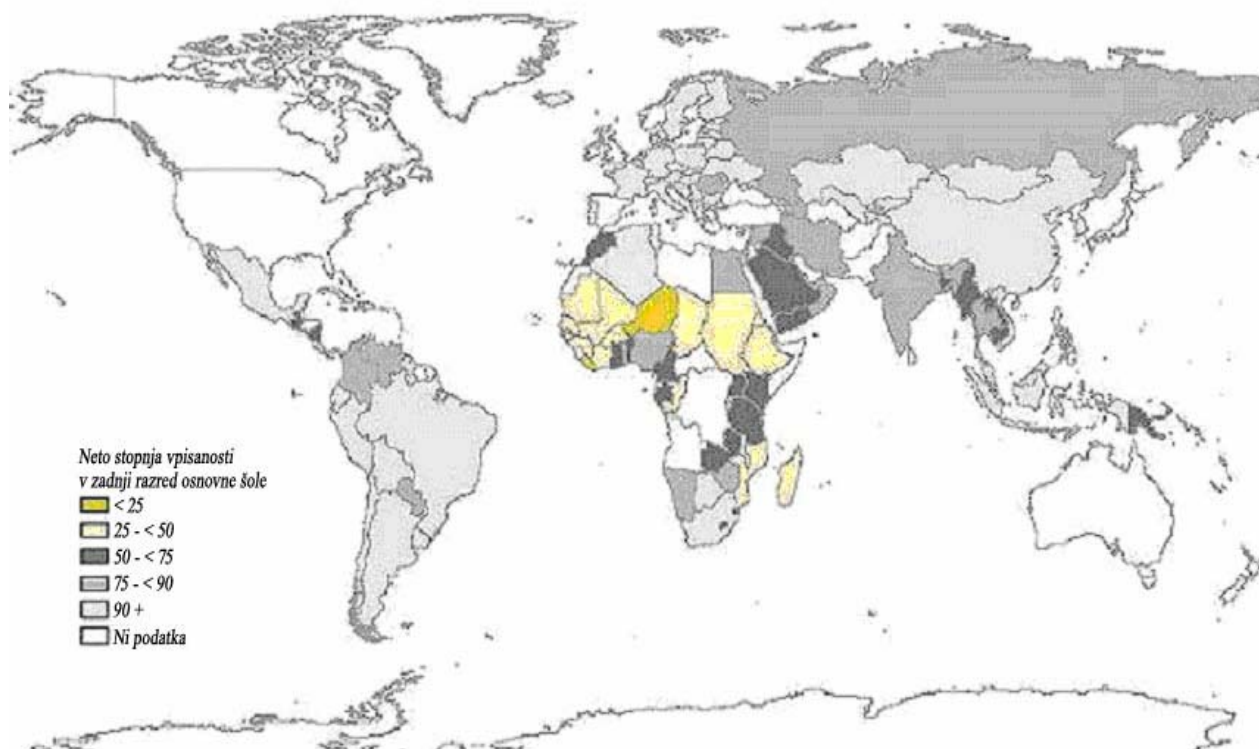 Neto stopnja vpisanosti
v zadnji razred osnovne šole
< 25
25 - < 50
50 - < 75
75 - < 90
90 +
Ni podatka